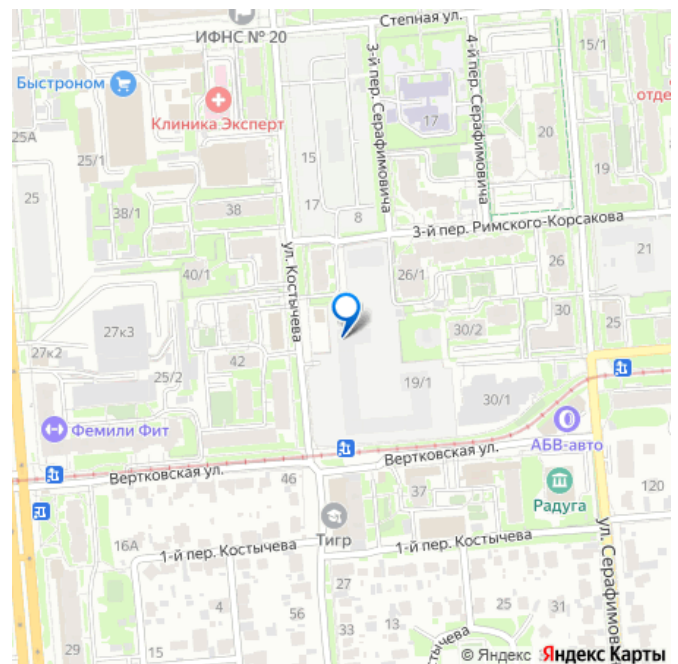 Степная ул.
ИФНС № 20
15/1
Быстроном
3-й пер. Серафимовича
4-й пер. Серафимовича
отде
Клиника Эксперт
17
25А
20
25/1
15
19
25
38/1
38
17
8
3-й пер. Римского-Корсакова
21
ул. Костычева
40/1
26/1
26
27к3
30
25
30/2
27к2
42
25/2
19/1
30/1
Фемили Фит
АБВ-авто
Вертковская ул.
Вертковская ул.
46
37
Радуга
120
Тигр
16А
1-й пер. Костычева
1-й пер. Костычева
ул. Серафимов
27
4
56
25
31
33
13
29
15
тычева
© Яндекс Яндекс Карты